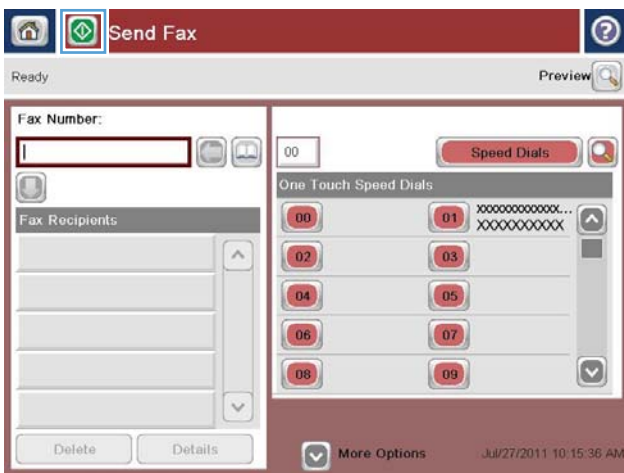 Send Fax
Ready
Preview
Fax Number:
00
Speed Dials
One Touch Speed Dials
00
01
XXXXXXXXXXXXX...
XXXXXXXXXX
Fax Recipients
02
03
04
05
06
07
08
09
Delete
Details
More Options
Jul/27/2011 10:15:36 AM